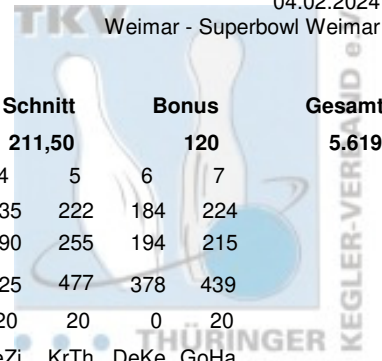 04.02.2024
TKV
Weimar - Superbowl Weimar
Schnitt Bonus Gesamt
211,50 120 5.619
4 5 6 7
35 222 184 224
90 255 194 215
25 477 378 439
20 20 0 20
THÜRINGER
eZi KrTh DeKe GoHa
KEGLER-VERBAND e.V.